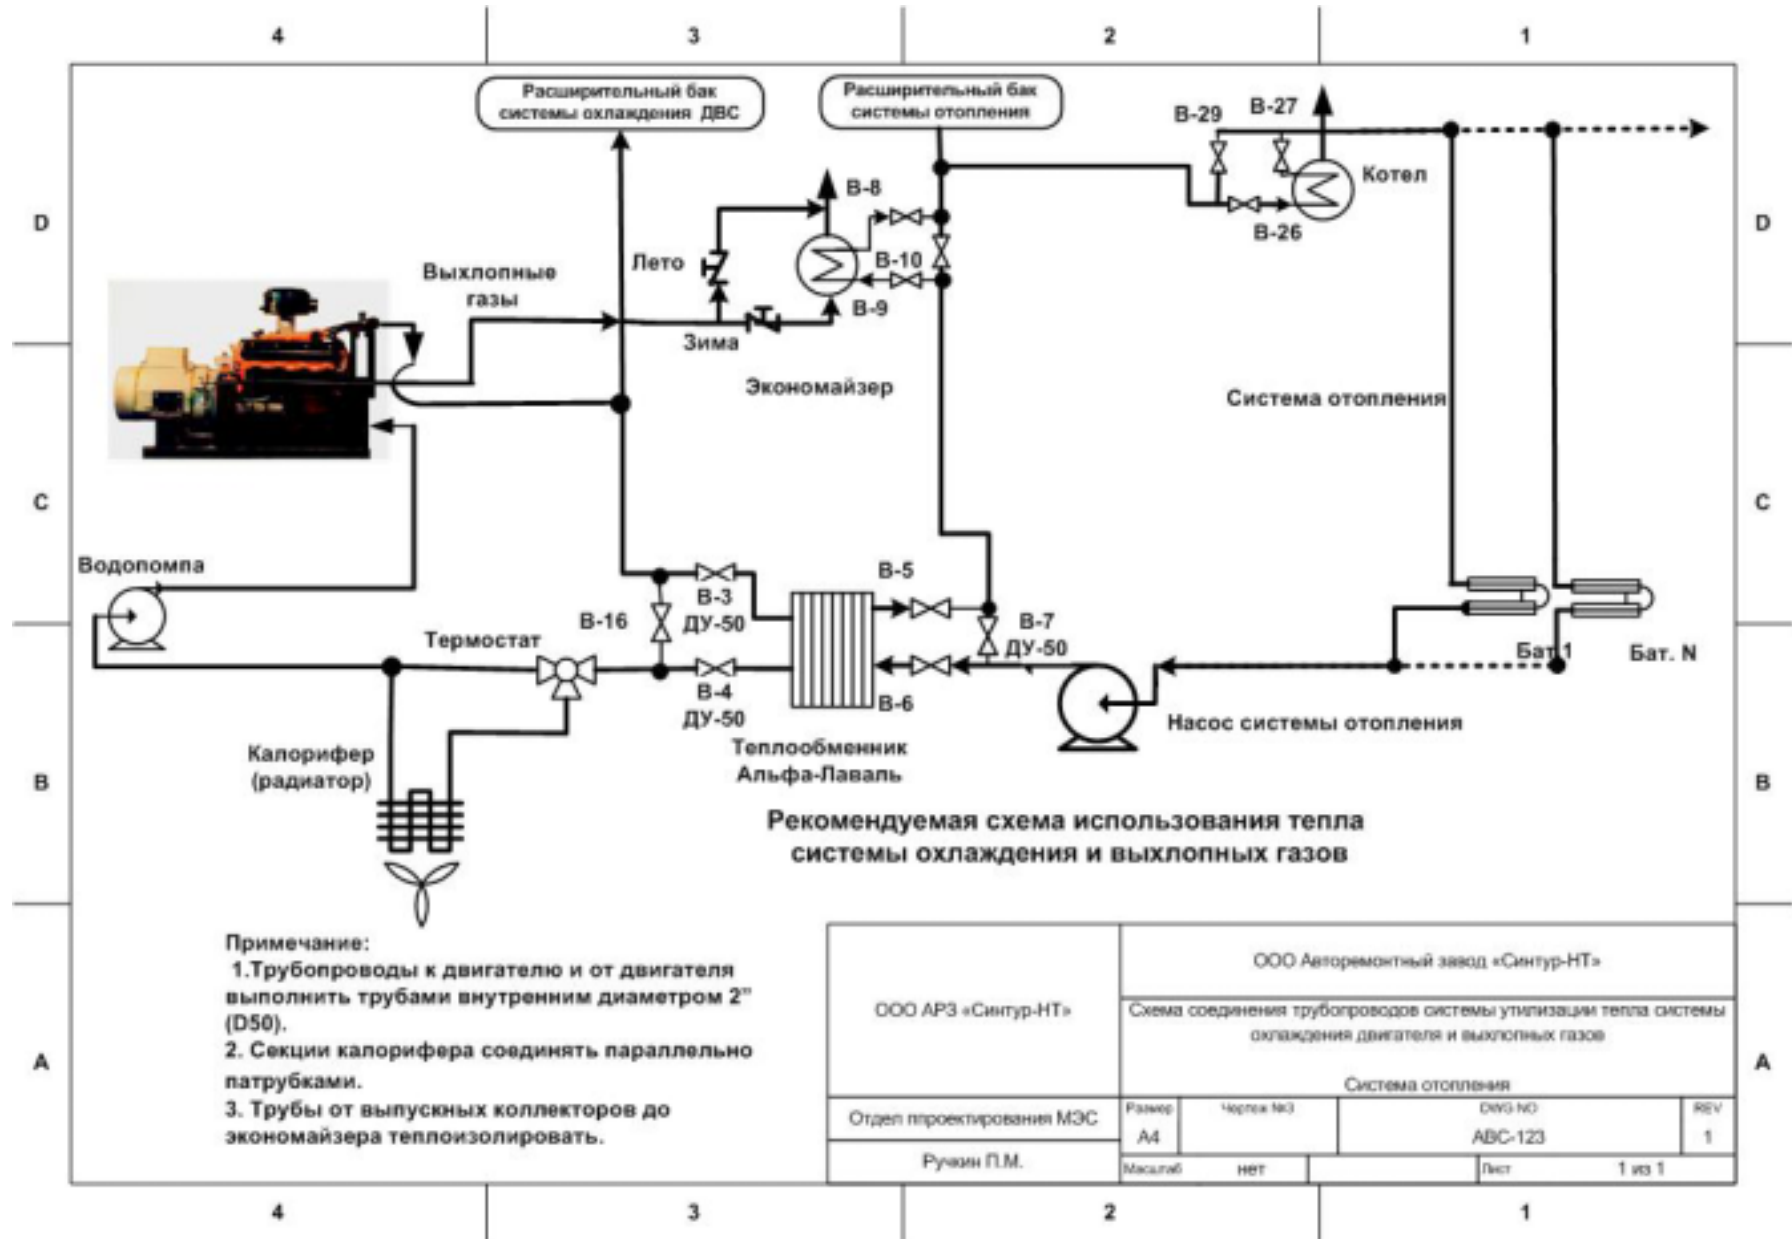 4 3 2 1
Расширительный бак
системы охлаждения ДВС
Расширительный бак
системы отопления
В-29
В-27
Котел
В-26
D
D
В-8
Лето
В-10
В-9
Выхлопные
газы
Зима
Экономайзер
Система отопления
C
C
Водопомпа
В-5
В-3
ДУ-50
В-16
В-7
ДУ-50
Термостат
Бат.1
Бат. N
В-4
ДУ-50
В-6
Насос системы отопления
Калорифер
(радиатор)
Теплообменник
Альфа-Лаваль
B
B
Рекомендуемая схема использования тепла
системы охлаждения и выхлопных газов
Примечание:
1.Трубопроводы к двигателю и от двигателя
выполнить трубами внутренним диаметром 2”
(D50).
2. Секции калорифера соединять параллельно
патрубками.
3. Трубы от выпускных коллекторов до
экономайзера теплоизолировать.
A
A
ООО АРЗ «Синтур-НТ»
ООО Авторемонтный завод «Синтур-НТ»
Схема соединения трубопроводов системы утилизации тепла системы
охлаждения двигателя и выхлопных газов
Система отопления
Отдел ппроектирования МЭС
Ручкин П.М.
Размер
A4
Чертеж №3
DWG NO
ABC-123
REV
1
Масштаб
нет
Лист
1 из 1
4 3 2 1